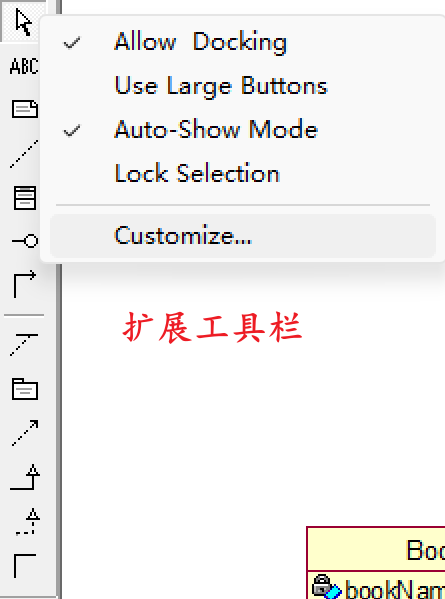 Allow Docking
ABC
Use Large Buttons
Auto-Show Mode
Lock Selection
Customize...
扩展工具栏
Boo
bookNam